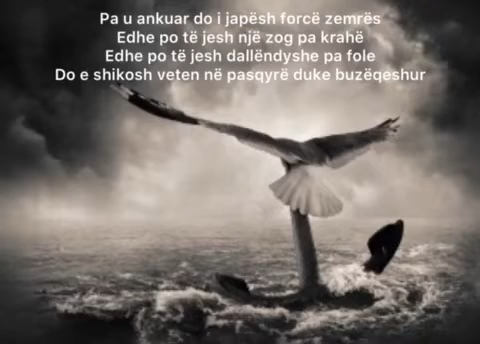 Pa u ankuar do i japësh forcë zemrës
Edhe po të jesh një zog pa krahë
Edhe po të jesh dallëndyshe pa fole
Do e shikosh veten në pasqyrë duke buzëqeshur